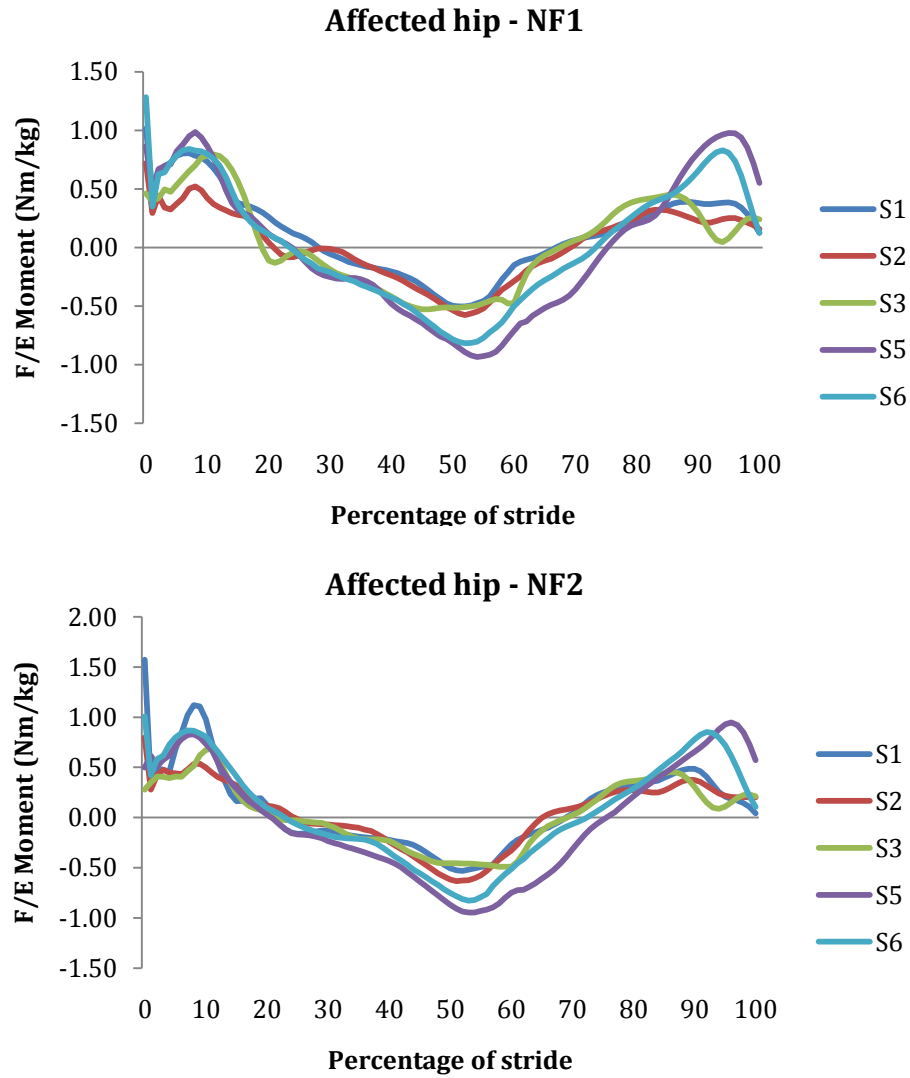 Affected hip - NF1
F/E Moment (Nm/kg)
1.50
1.00
0.50
0.00
-0.50
-1.00
-1.50
0 10 20 30 40 50 60 70 80 90 100
Percentage of stride
S1
S2
S3
S5
S6
Affected hip - NF2
F/E Moment (Nm/kg)
2.00
1.50
1.00
0.50
0.00
-0.50
-1.00
-1.50
0 10 20 30 40 50 60 70 80 90 100
Percentage of stride
S1
S2
S3
S5
S6